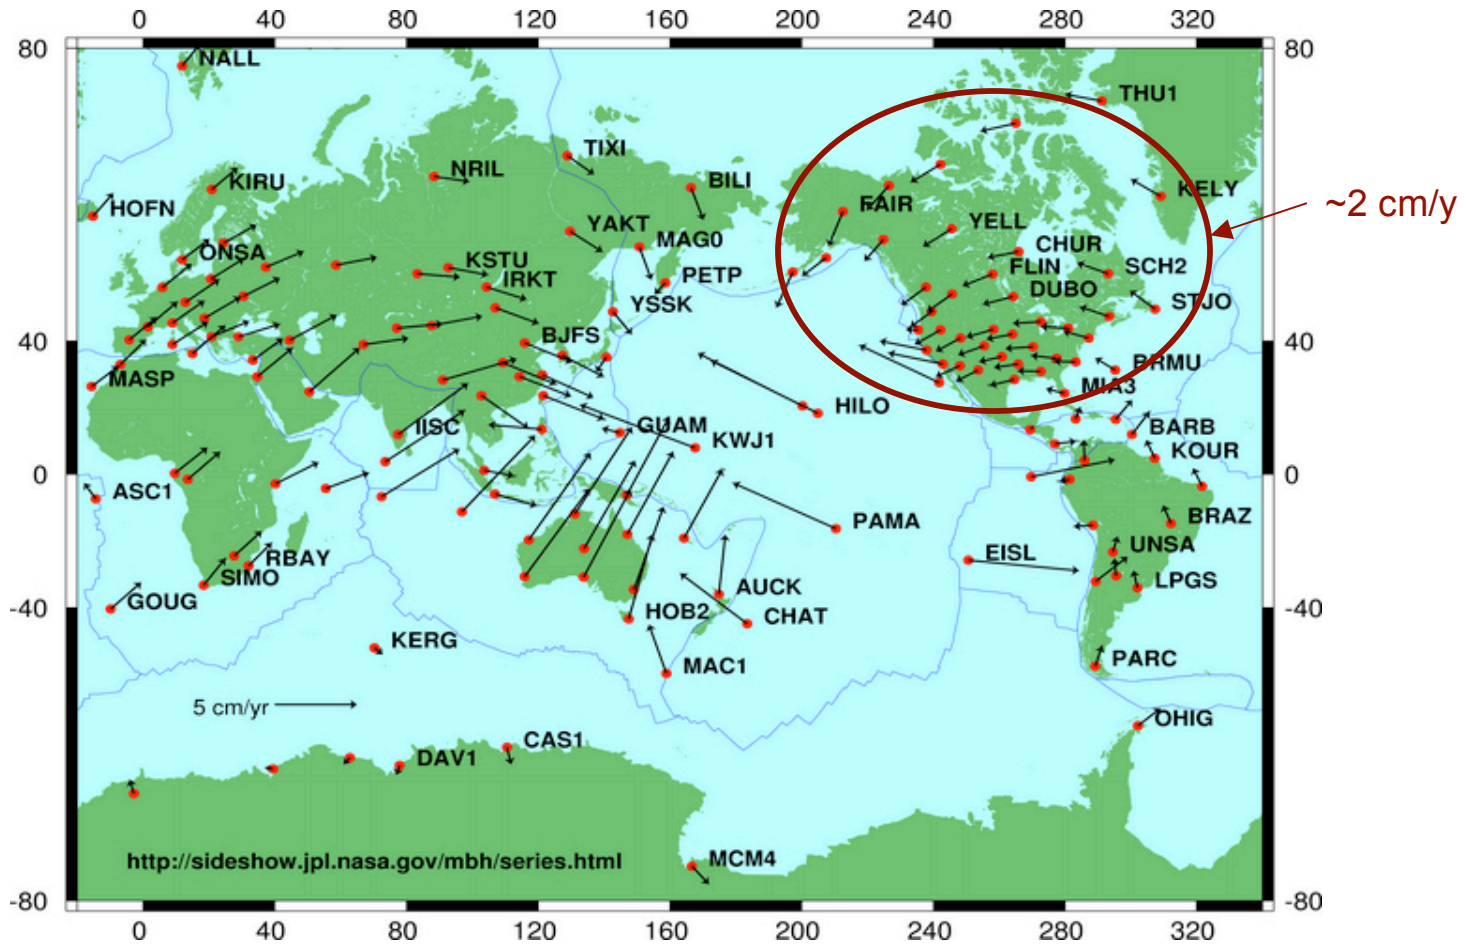 0 40 80 120 160 200 240 280 320
80 80
NALL
THU1
TIXI
NRIL
BILI
KIRU
KELY
HOFN
FAIR
~2 cm/y
YAKT
YELL
MAG0
ONSA
CHUR
KSTU
FLIN
SCH2
IRKT
PETP
DUBO
YSSK
STJO
BJFS
40 40
BRMU
MASP
MIA3
HILO
IISC
GUAM
BARB
KWJ1
KOUR
0 0
ASC1
BRAZ
PAMA
UNSA
EISL
RBAY
SIMO
LPGS
AUCK
GOUG
-40 HOB2 -40
CHAT
KERG
PARC
MAC1
5 cm/yr
OHIG
CAS1
DAV1
http://sideshow.jpl.nasa.gov/mbh/series.html
MCM4
-80 -80
0 40 80 120 160 200 240 280 320